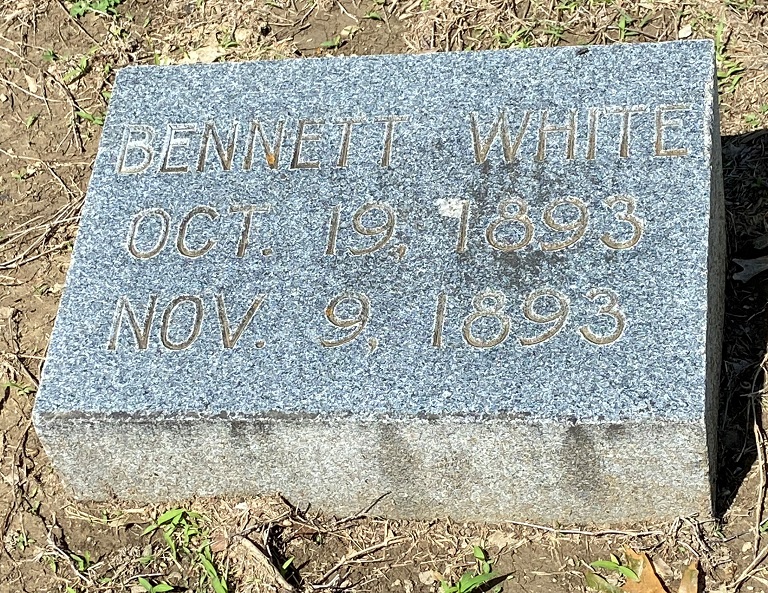 BENNETT WHITE
OCT. 19, 1893
NOV. 9, 1893